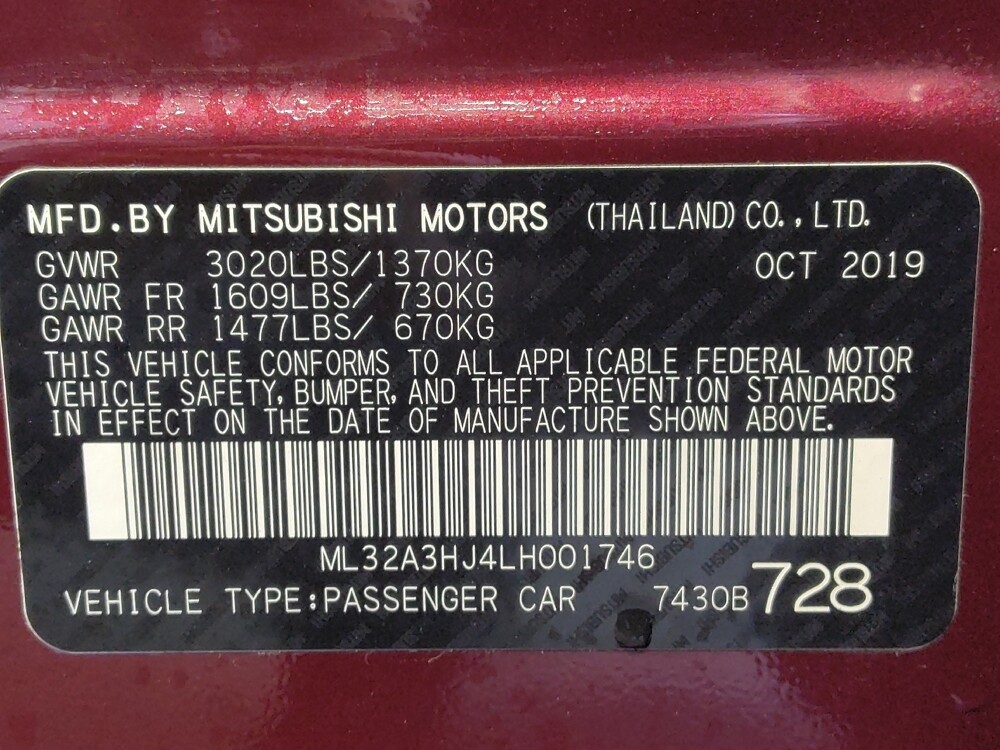 MFD.BY MITSUBISHI MOTORS (THAILAND) CO.,LTD.
GVWR 3020LBS/1370KG OCT 2019
GAWR FR 1609LBS/ 730KG
GAWR RR 1477LBS/ 670KG
THIS VEHICLE CONFORMS TO ALL APPLICABLE FEDERAL MOTOR
VEHICLE SAFETY, BUMPER, AND THEFT PREVENTION STANDARDS
IN EFFECT ON THE DATE OF MANUFACTURE SHOWN ABOVE.
ML32A3HJ4LH001746
VEHICLE TYPE:PASSENGER CAR 7430B 728